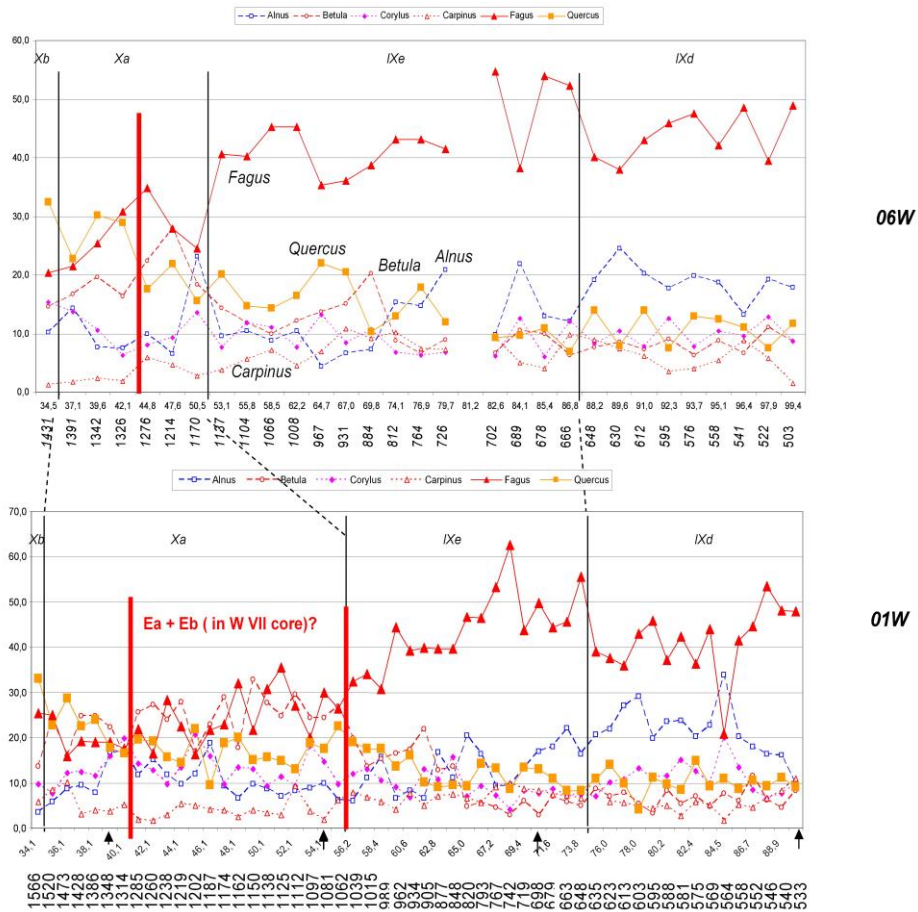 Alnus Betula Corylus Carpinus Fagus Quercus
60,0
50,0
40,0
30,0
20,0
10,0
0,0
Xb Xa IXe IXd
Fagus
Quercus
Betula
Alnus
Carpinus
06W
34,5 37,1 39,6 42,1 44,8 47,6 50,5 53,1 55,8 58,5 62,2 64,7 67,0 69,8 74,1 76,9 79,7 81,2 82,6 84,1 85,4 86,8 88,2 89,6 91,0 92,3 93,7 95,1 96,4 97,9 99,4
1431 1391 1342 1326 1276 1214 1170 1137 1104 1066 1008 967 931 884 812 764 726 702 689 678 666 648 630 612 595 576 558 541 522 503
Alnus Betula Corylus Carpinus Fagus Quercus
70,0
60,0
50,0
40,0
30,0
20,0
10,0
0,0
Xb Xa IXe IXd
Ea + Eb ( in W VII core)?
01W
34,1 36,1 38,1 40,1 42,1 44,1 46,1 48,1 50,1 52,1 54,1 56,2 58,4 60,6 62,8 65,0 67,2 69,4 71,6 73,8 76,0 78,0 80,1 82,3 84,5 86,7 88,9
1566 1520 1473 1428 1386 1348 1314 1285 1260 1238 1219 1202 1187 1174 1162 1150 1138 1125 1112 1097 1081 1062 1039 1015 989 962 934 905 877 848 820 793 767 742 719 698 679 663 648 635 623 613 603 595 588 581 575 569 564 558 552 546 540 533